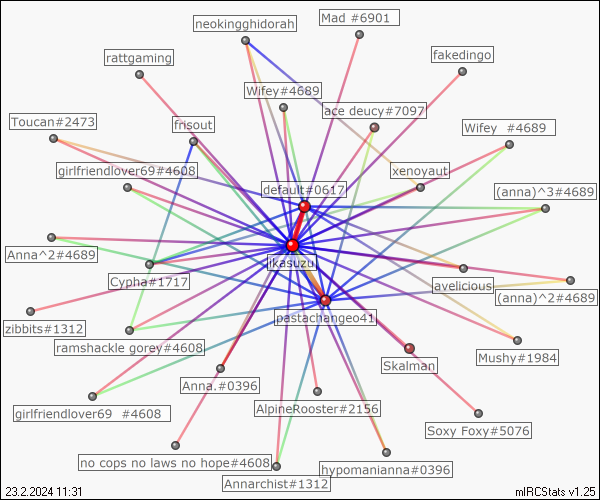 Mad #6901
neokingghidorah
fakedingo
rattgaming
Wifey#4689
ace deucy#7097
Toucan#2473
frisout
Wifey  #4689
girlfriendlover69#4608
xenoyaut
default#0617
(anna)^3#4689
Anna^2#4689
ikasuzu
Cypha#1717
avelicious
(anna)^2#4689
pastachangeo41
zibbits#1312
ramshackle gorey#4608
Mushy#1984
Skalman
Anna.#0396
girlfriendlover69  #4608
AlpineRooster#2156
Soxy Foxy#5076
no cops no laws no hope#4608
hypomanianna#0396
Annarchist#1312
23.2.2024 11:31
mIRCStats v1.25